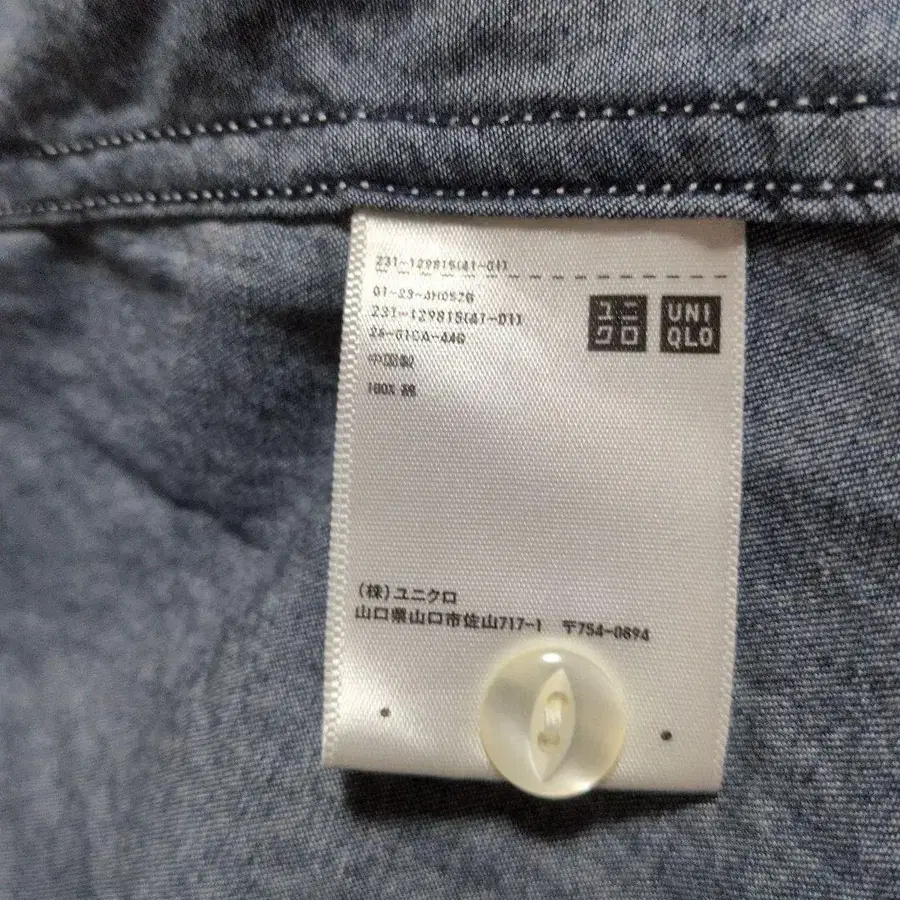 231-129815(41-01)
01-23-AH052B
231-129815(41-01)
26-01CA-44G
中国製
100% 綿
ユニ
クロ
UNI
QLO
(株)ユニクロ
山口県山口市佐山717-1 〒754-0894